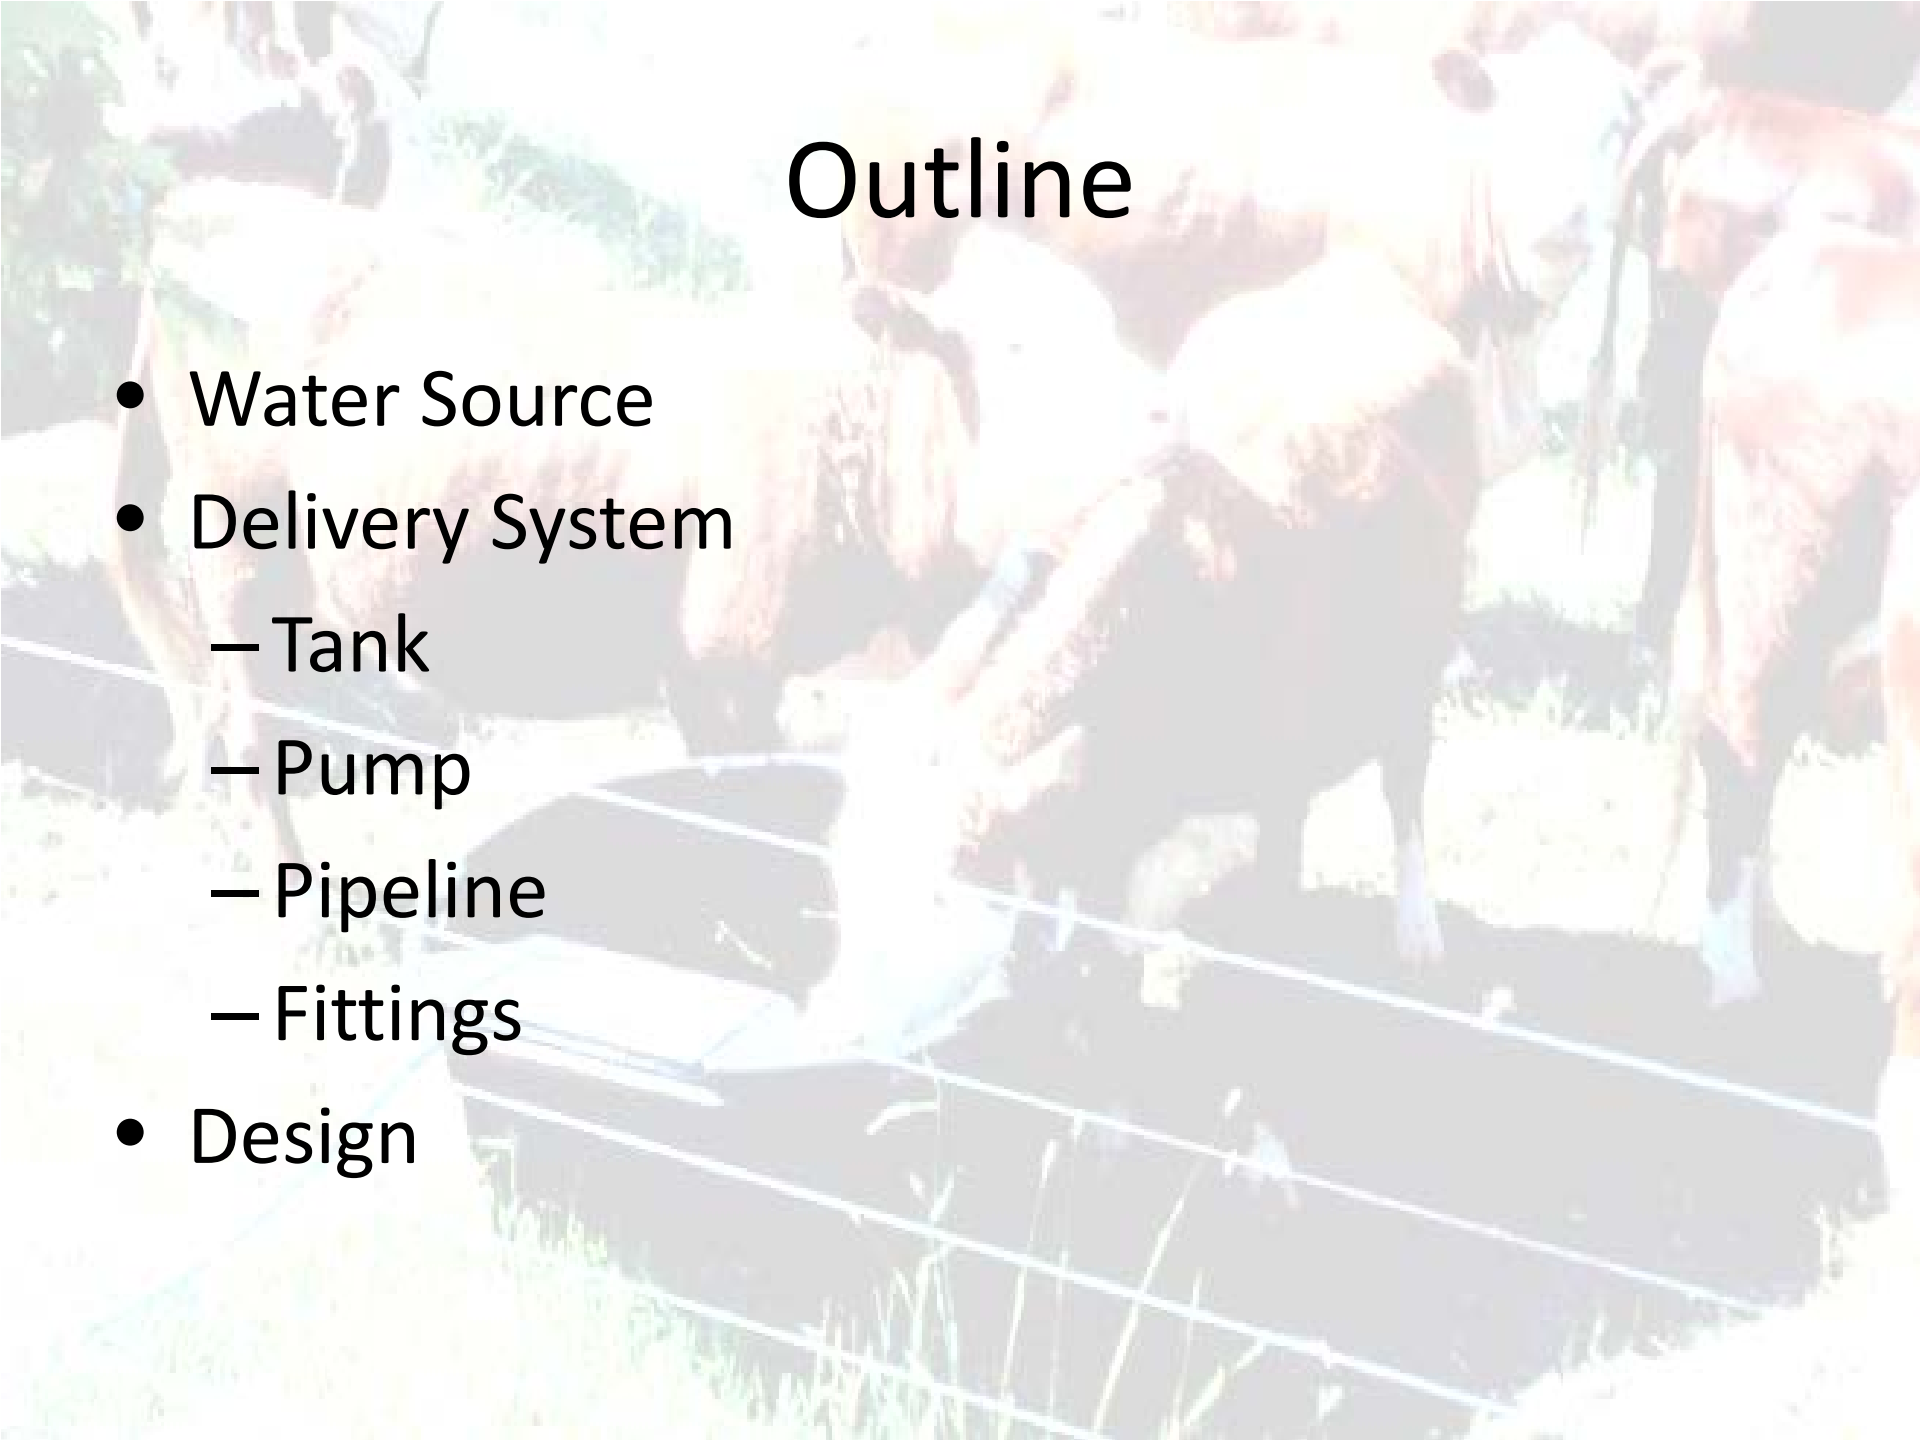 Outline
• Water Source
• Delivery System
– Tank
– Pump
– Pipeline
– Fittings
• Design